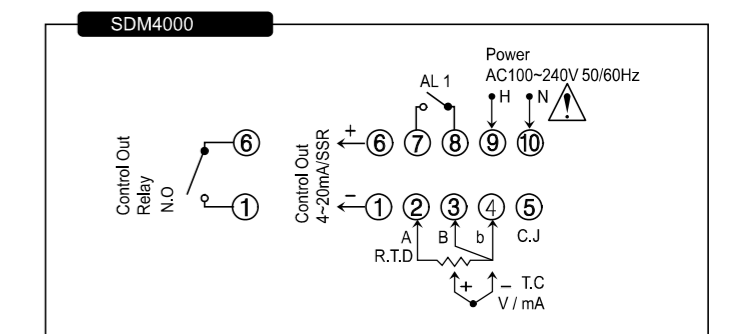 SDM4000
Power
AC100~240V 50/60Hz
AL 1
H N
Control Out
Relay
N.O
6
1
Control Out
4~20mA/SSR
+ 6 7 8 9 10
− 1 2 3 4 5
A B b C.J
R.T.D
+ − T.C
V / mA